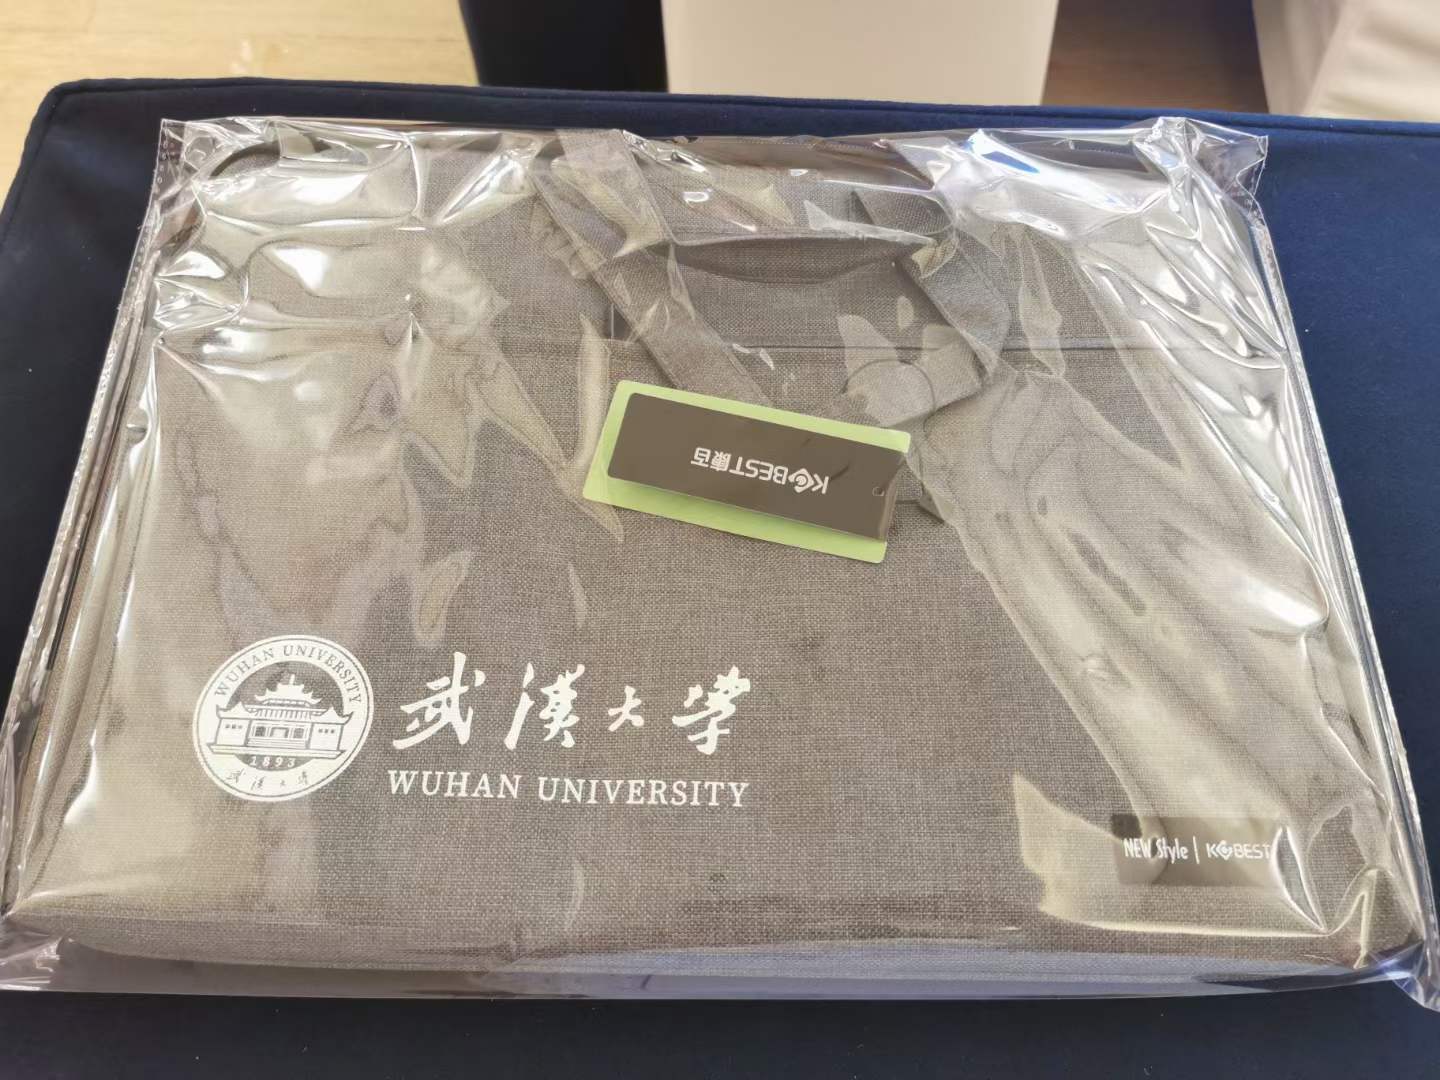 KOBEST康百
WUHAN UNIVERSITY
1893
武漢大學
武漢大學
WUHAN UNIVERSITY
NEW Style | KOBEST